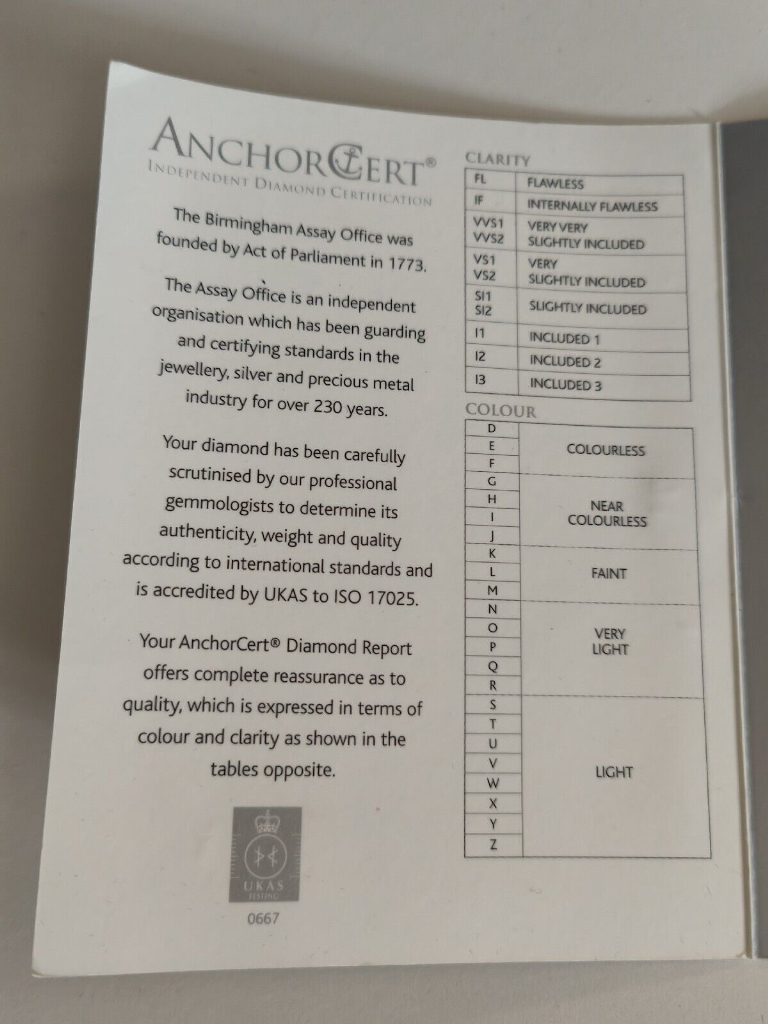 ANCHORCERT®
INDEPENDENT DIAMOND CERTIFICATION
The Birmingham Assay Office was
founded by Act of Parliament in 1773.
The Assay Office is an independent
organisation which has been guarding
and certifying standards in the
jewellery, silver and precious metal
industry for over 230 years.
Your diamond has been carefully
scrutinised by our professional
gemmologists to determine its
authenticity, weight and quality
according to international standards and
is accredited by UKAS to ISO 17025.
Your AnchorCert® Diamond Report
offers complete reassurance as to
quality, which is expressed in terms of
colour and clarity as shown in the
tables opposite.
UKAS
TESTING
0667
CLARITY
FL FLAWLESS
IF INTERNALLY FLAWLESS
VVS1 VERY VERY
VVS2 SLIGHTLY INCLUDED
VS1 VERY
VS2 SLIGHTLY INCLUDED
SI1
SI2
SLIGHTLY INCLUDED
I1 INCLUDED 1
I2 INCLUDED 2
I3 INCLUDED 3
COLOUR
D
E
F
COLOURLESS
G
H
I
J
NEAR
COLOURLESS
K
L
M
FAINT
N
O
P
Q
R
VERY
LIGHT
S
T
U
V
W
X
Y
Z
LIGHT